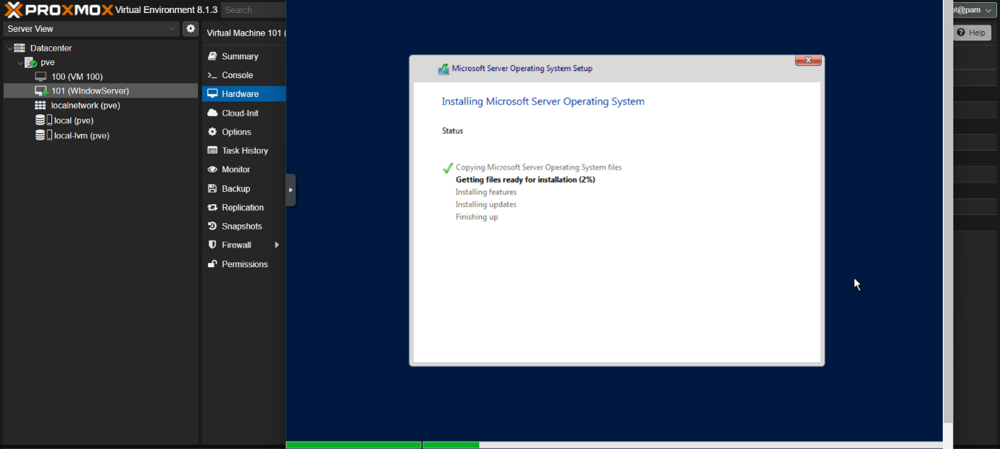 PROXMOX Virtual Environment 8.1.3 Search
t@pam
Server View
Virtual Machine 101 (
Help
Datacenter
pve
100 (VM 100)
101 (WIndowServer)
localnetwork (pve)
local (pve)
local-lvm (pve)
Summary
Console
Hardware
Cloud-Init
Options
Task History
Monitor
Backup
Replication
Snapshots
Firewall
Permissions
Microsoft Server Operating System Setup
Installing Microsoft Server Operating System
Status
Copying Microsoft Server Operating System files
Getting files ready for installation (2%)
Installing features
Installing updates
Finishing up